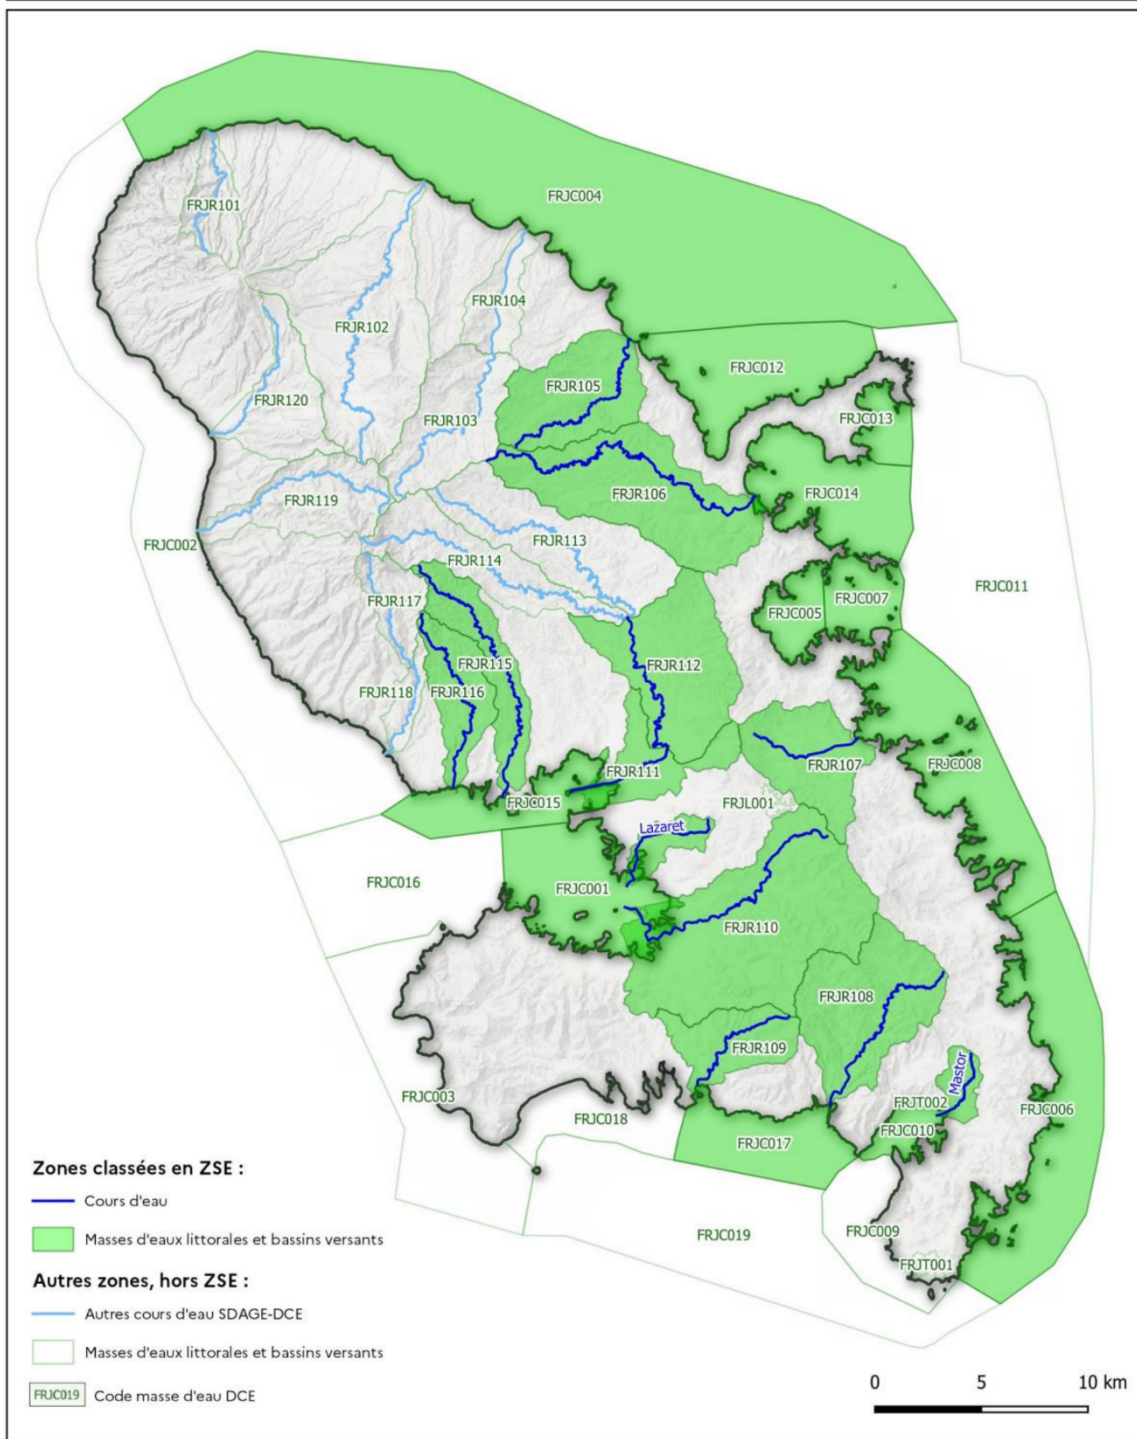 FRJC004
FRJR101
FRJR104
FRJR102
FRJC012
FRJR105
FRJR120
FRJR103
FRJC013
FRJR119
FRJR106
FRJC014
FRJC002
FRJR113
FRJR114
FRJC011
FRJR117
FRJC005
FRJC007
FRJR115
FRJR112
FRJR118
FRJR116
FRJR107
FRJC008
FRJR111
FRJC015
FRJL001
Lazaret
FRJC016
FRJC001
FRJR110
FRJR108
FRJR109
Mastor
FRJC003
FRJC018
FRJT002
FRJC006
FRJC010
FRJC017
FRJC019
FRJC009
FRJT001
Zones classées en ZSE :
Cours d'eau
Masses d'eaux littorales et bassins versants
Autres zones, hors ZSE :
Autres cours d'eau SDAGE-DCE
Masses d'eaux littorales et bassins versants
FRJC019 Code masse d'eau DCE
0 5 10 km